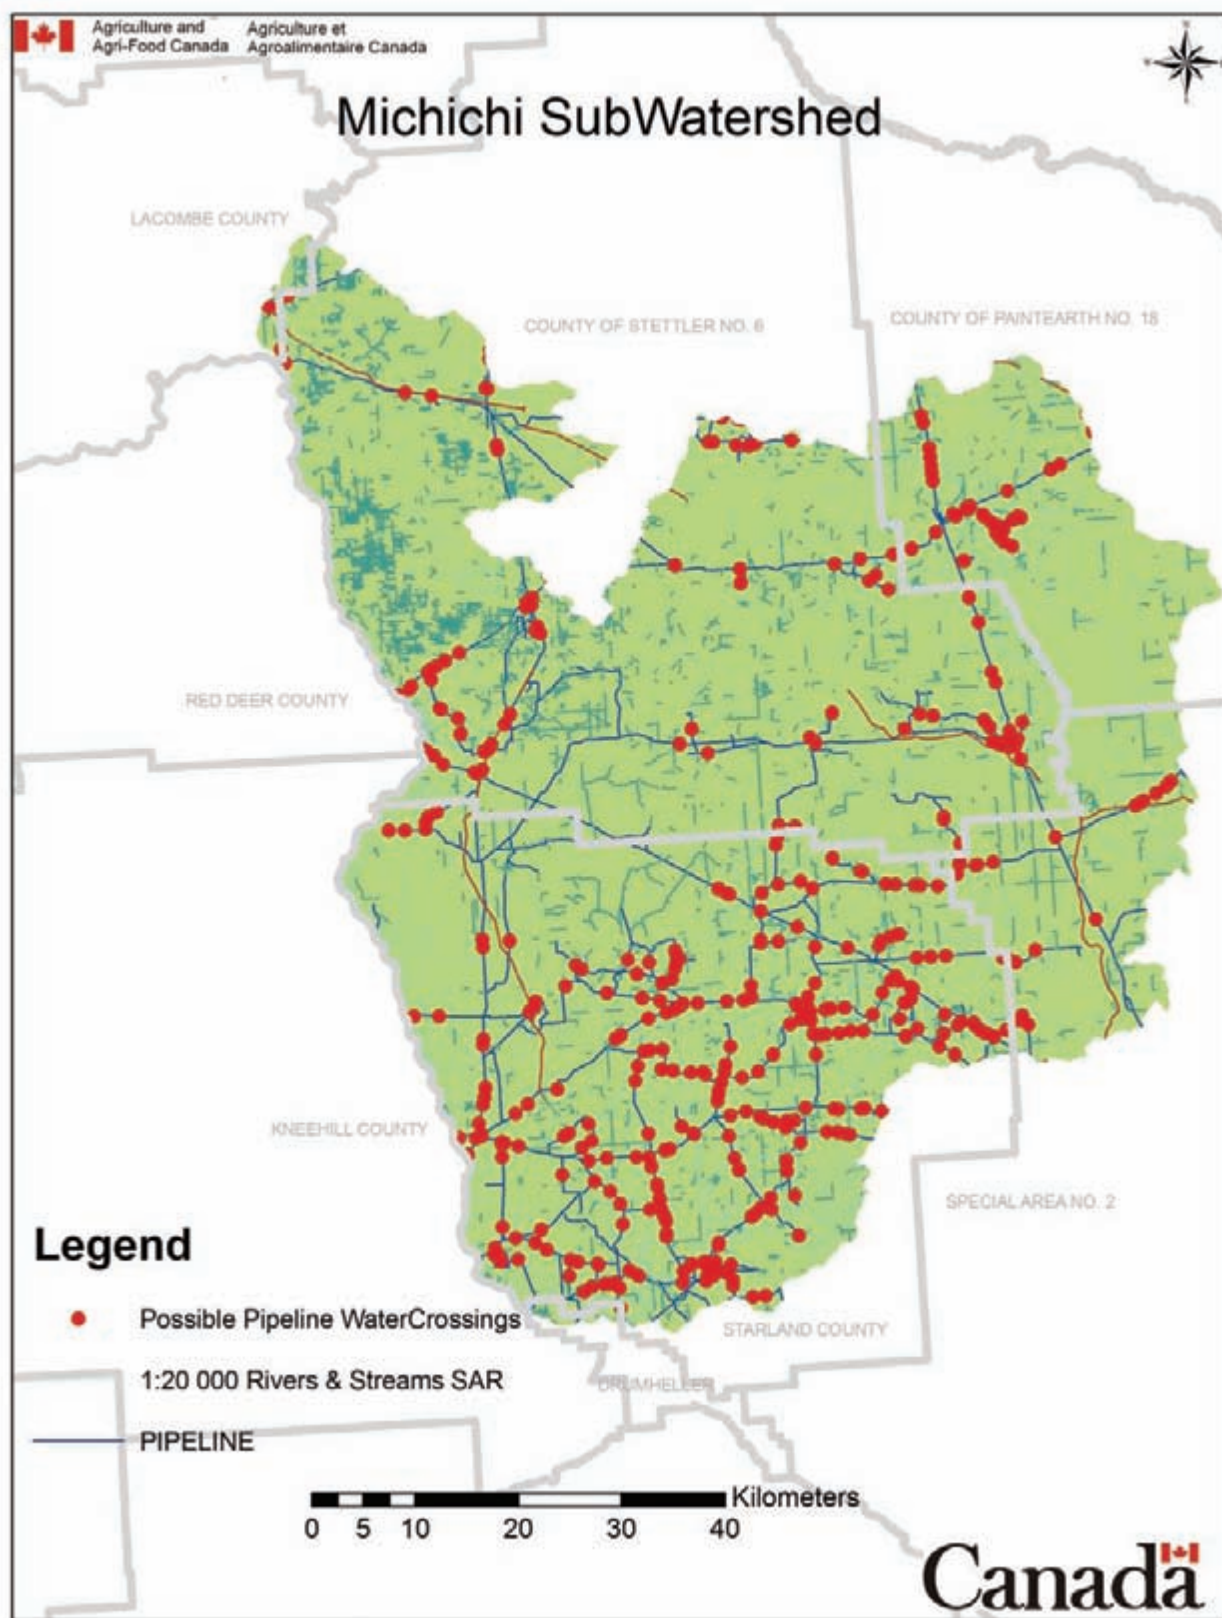 Agriculture and Agriculture et
Agri-Food Canada Agroalimentaire Canada
Michichi SubWatershed
LACOMBE COUNTY
COUNTY OF STETTLER NO. 6
COUNTY OF PAINTEARTH NO. 18
RED DEER COUNTY
KNEEHILL COUNTY
SPECIAL AREA NO. 2
STARLAND COUNTY
DRUMHELLER
Legend
Possible Pipeline WaterCrossings
1:20 000 Rivers & Streams SAR
PIPELINE
Kilometers
0 5 10 20 30 40
Canada